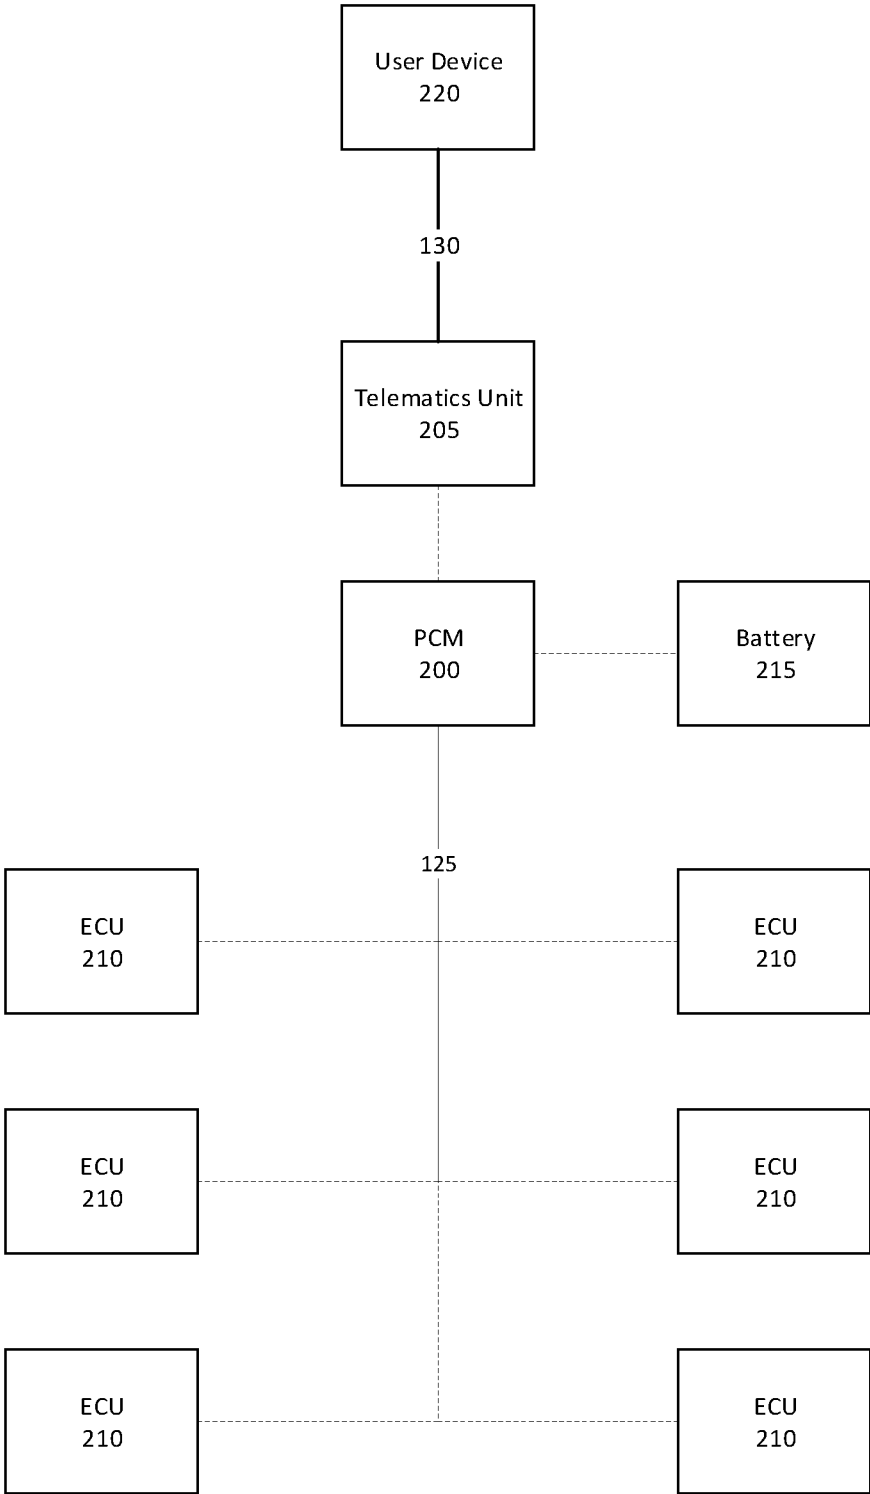 User Device
220
130
Telematics Unit
205
PCM
200
Battery
215
125
ECU
210
ECU
210
ECU
210
ECU
210
ECU
210
ECU
210